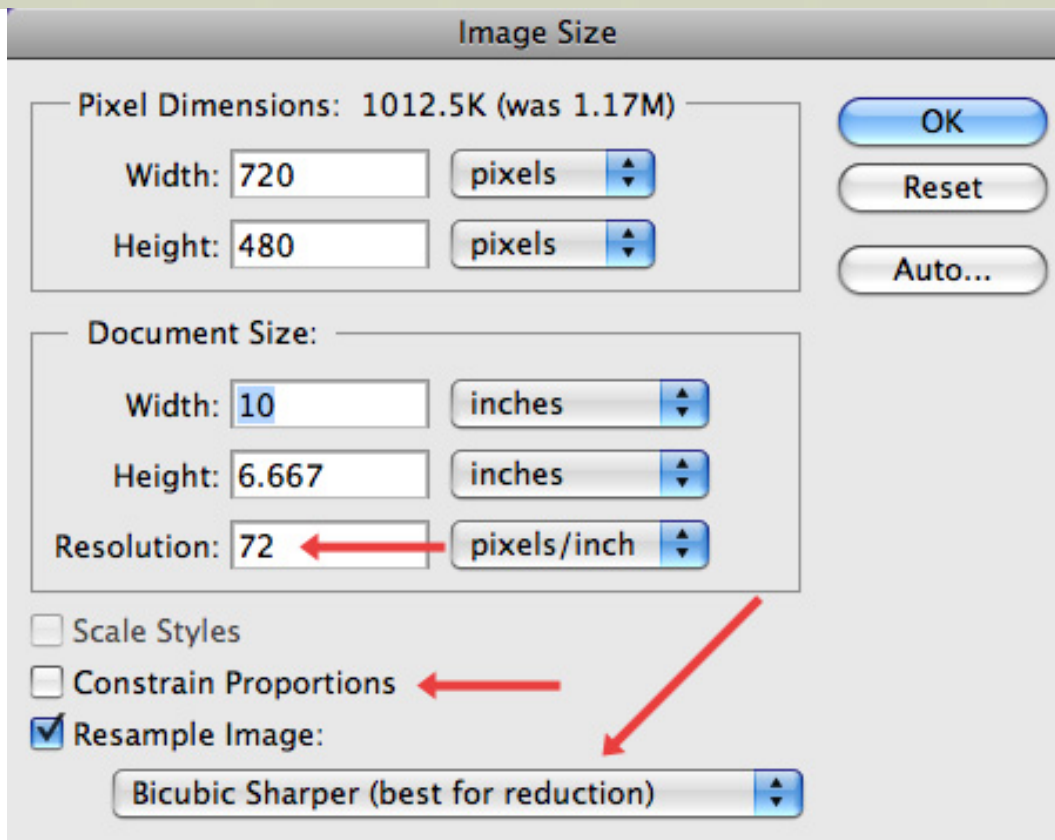 Image Size
Pixel Dimensions: 1012.5K (was 1.17M)
OK
Width: 720 pixels
Reset
Height: 480 pixels
Auto...
Document Size:
Width: 10 inches
Height: 6.667 inches
Resolution: 72 pixels/inch
Scale Styles
Constrain Proportions
Resample Image:
Bicubic Sharper (best for reduction)